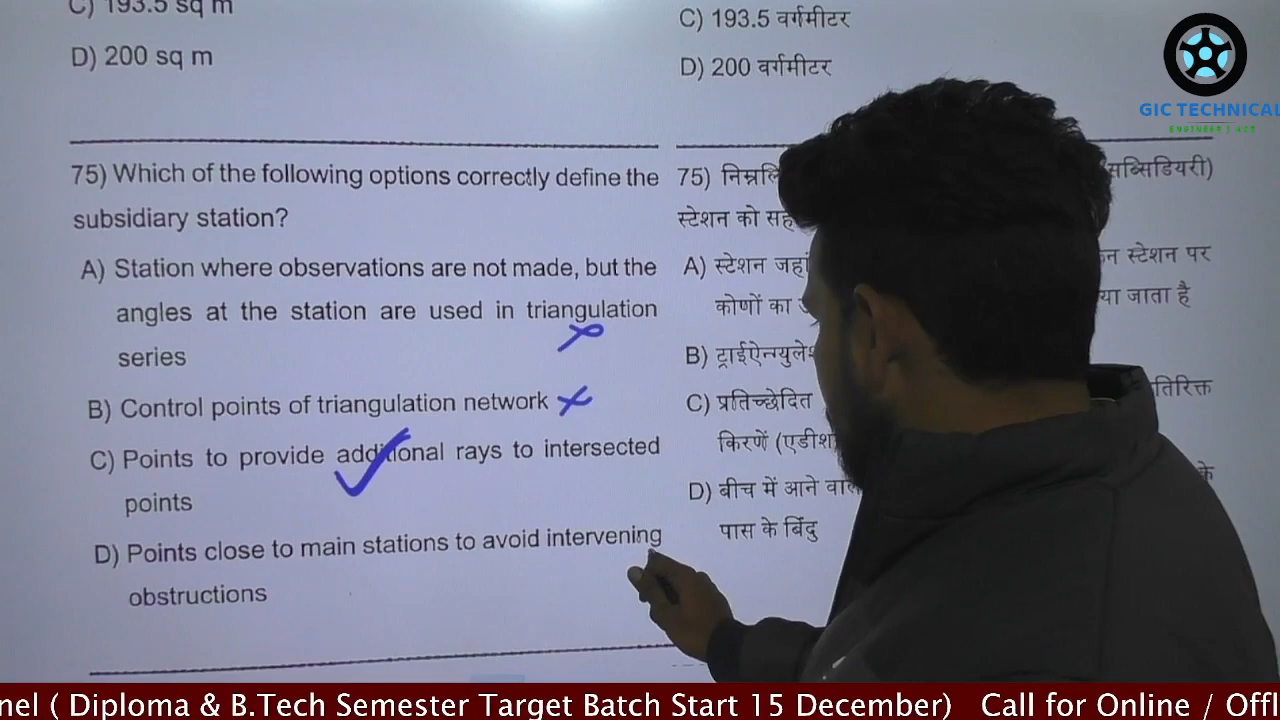 C) 193.5 sq m
D) 200 sq m
C) 193.5 वर्गमीटर
D) 200 वर्गमीटर
GIC TECHNICAL
75) Which of the following options correctly define the
subsidiary station?
A) Station where observations are not made, but the
angles at the station are used in triangulation
series
B) Control points of triangulation network
C) Points to provide additional rays to intersected
points
D) Points close to main stations to avoid intervening
obstructions
75)
सब्सिडियरी)
स्टेशन को
A) स्टेशन जहां
स्टेशन पर
कोणों का
या जाता है
B)
C) प्रतिच्छेदित
किरणें
D) बीच में आने
के
पास के बिंदु
nel ( Diploma & B.Tech Semester Target Batch Start 15 December) Call for Online / Offl